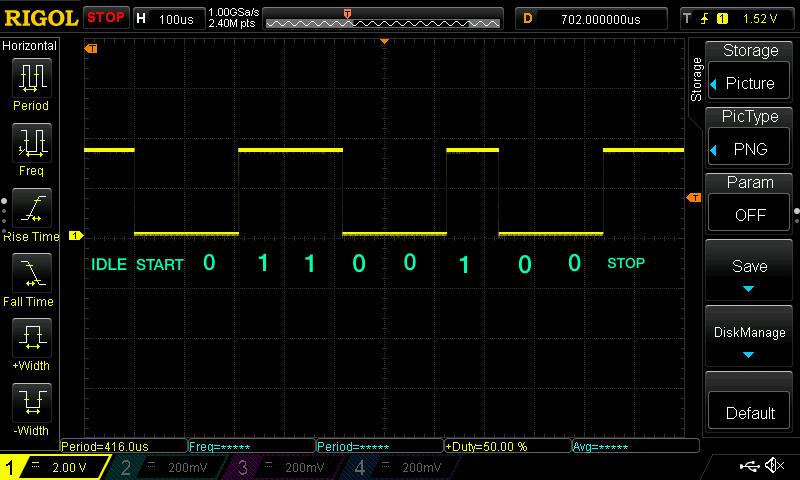 RIGOL STOP H 100us 1.00GSa/s 2.40M pts T D 702.000000us T 1 1.52 V
Horizontal
Period
Freq
Rise Time
Fall Time
+Width
-Width
T
T
1
IDLE START 0 1 1 0 0 1 0 0 STOP
Storage
Storage
Picture
PicType
PNG
Param
OFF
Save
DiskManage
Default
Period=416.0us Freq=***** Period=***** +Duty=50.00 % Avg=*****
1 2.00 V 2 200mV 3 200mV 4 200mV